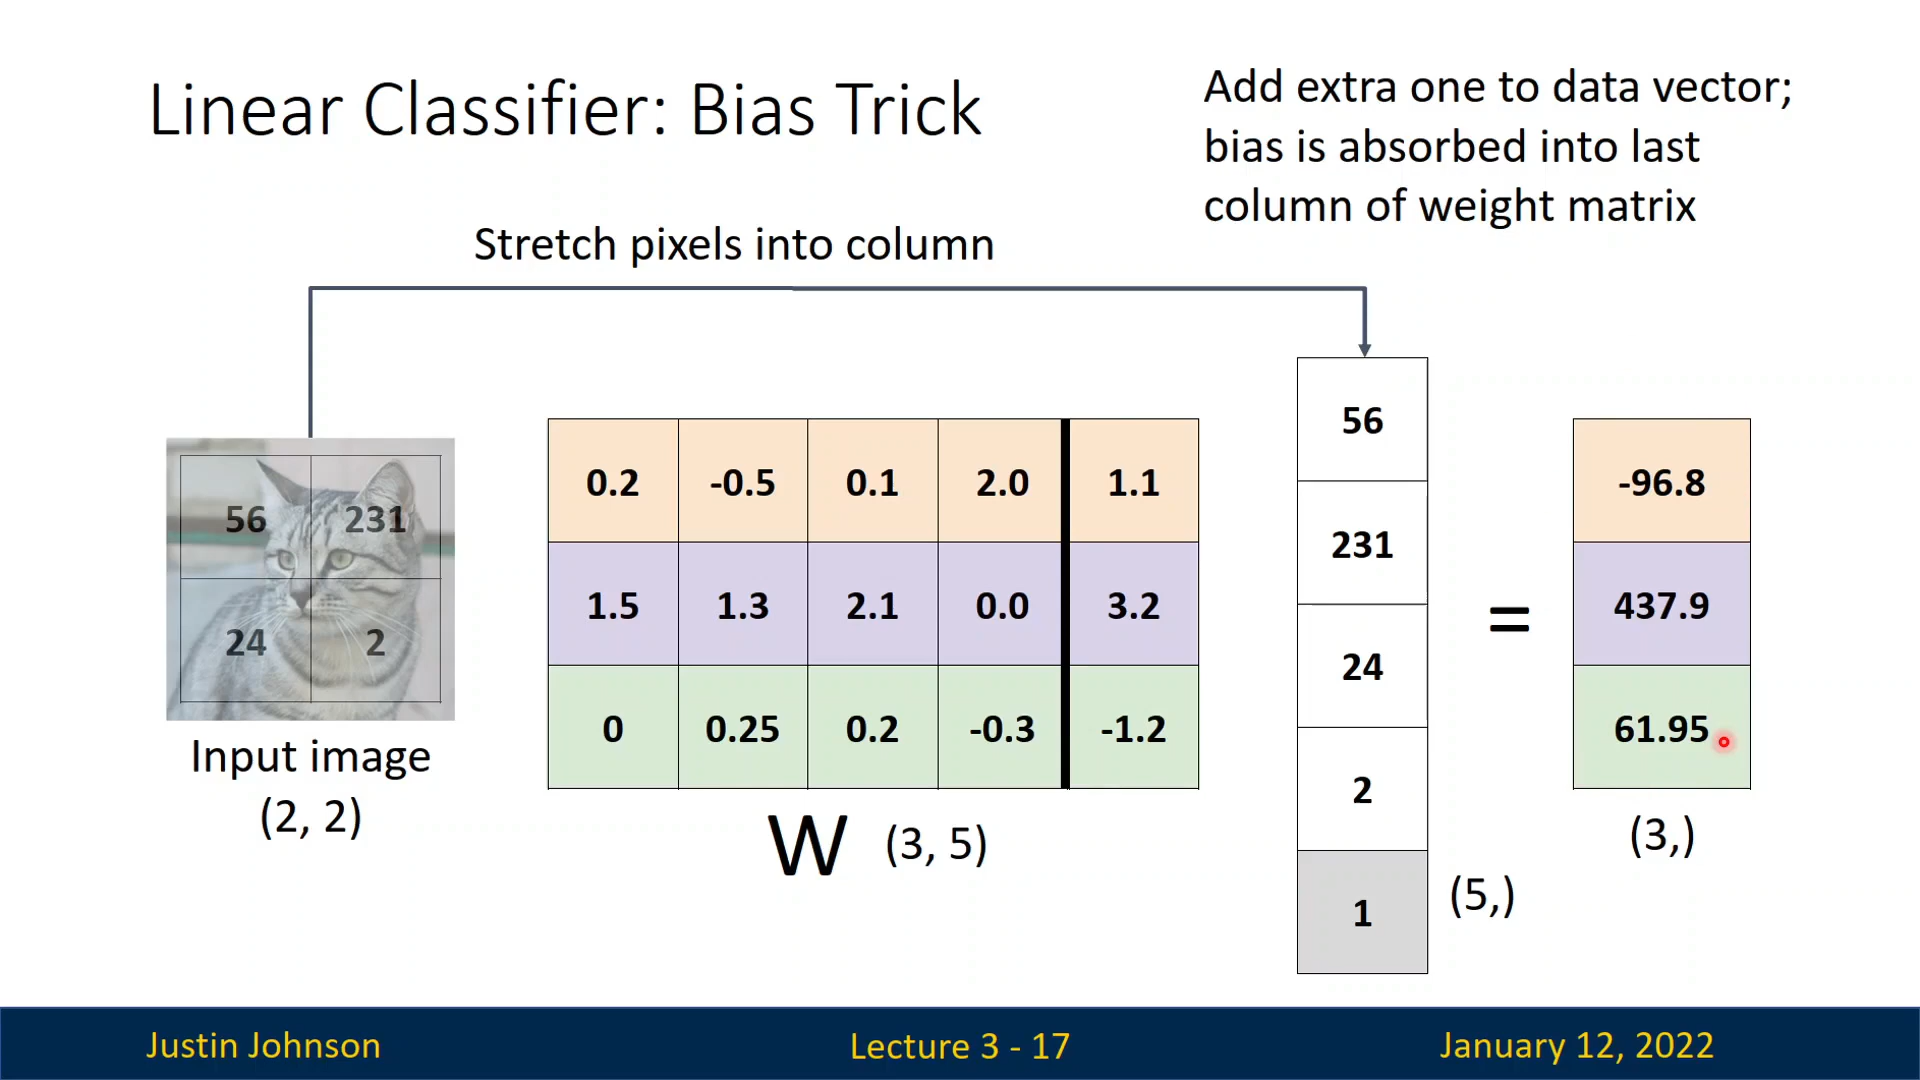 Linear Classifier: Bias Trick
Add extra one to data vector;
bias is absorbed into last
column of weight matrix
Stretch pixels into column
56 231
24 2
Input image
(2, 2)
0.2 -0.5 0.1 2.0 1.1
1.5 1.3 2.1 0.0 3.2
0 0.25 0.2 -0.3 -1.2
W (3, 5)
56
231
24
2
1
(5,)
=
-96.8
437.9
61.95
(3,)
Justin Johnson
Lecture 3 - 17
January 12, 2022